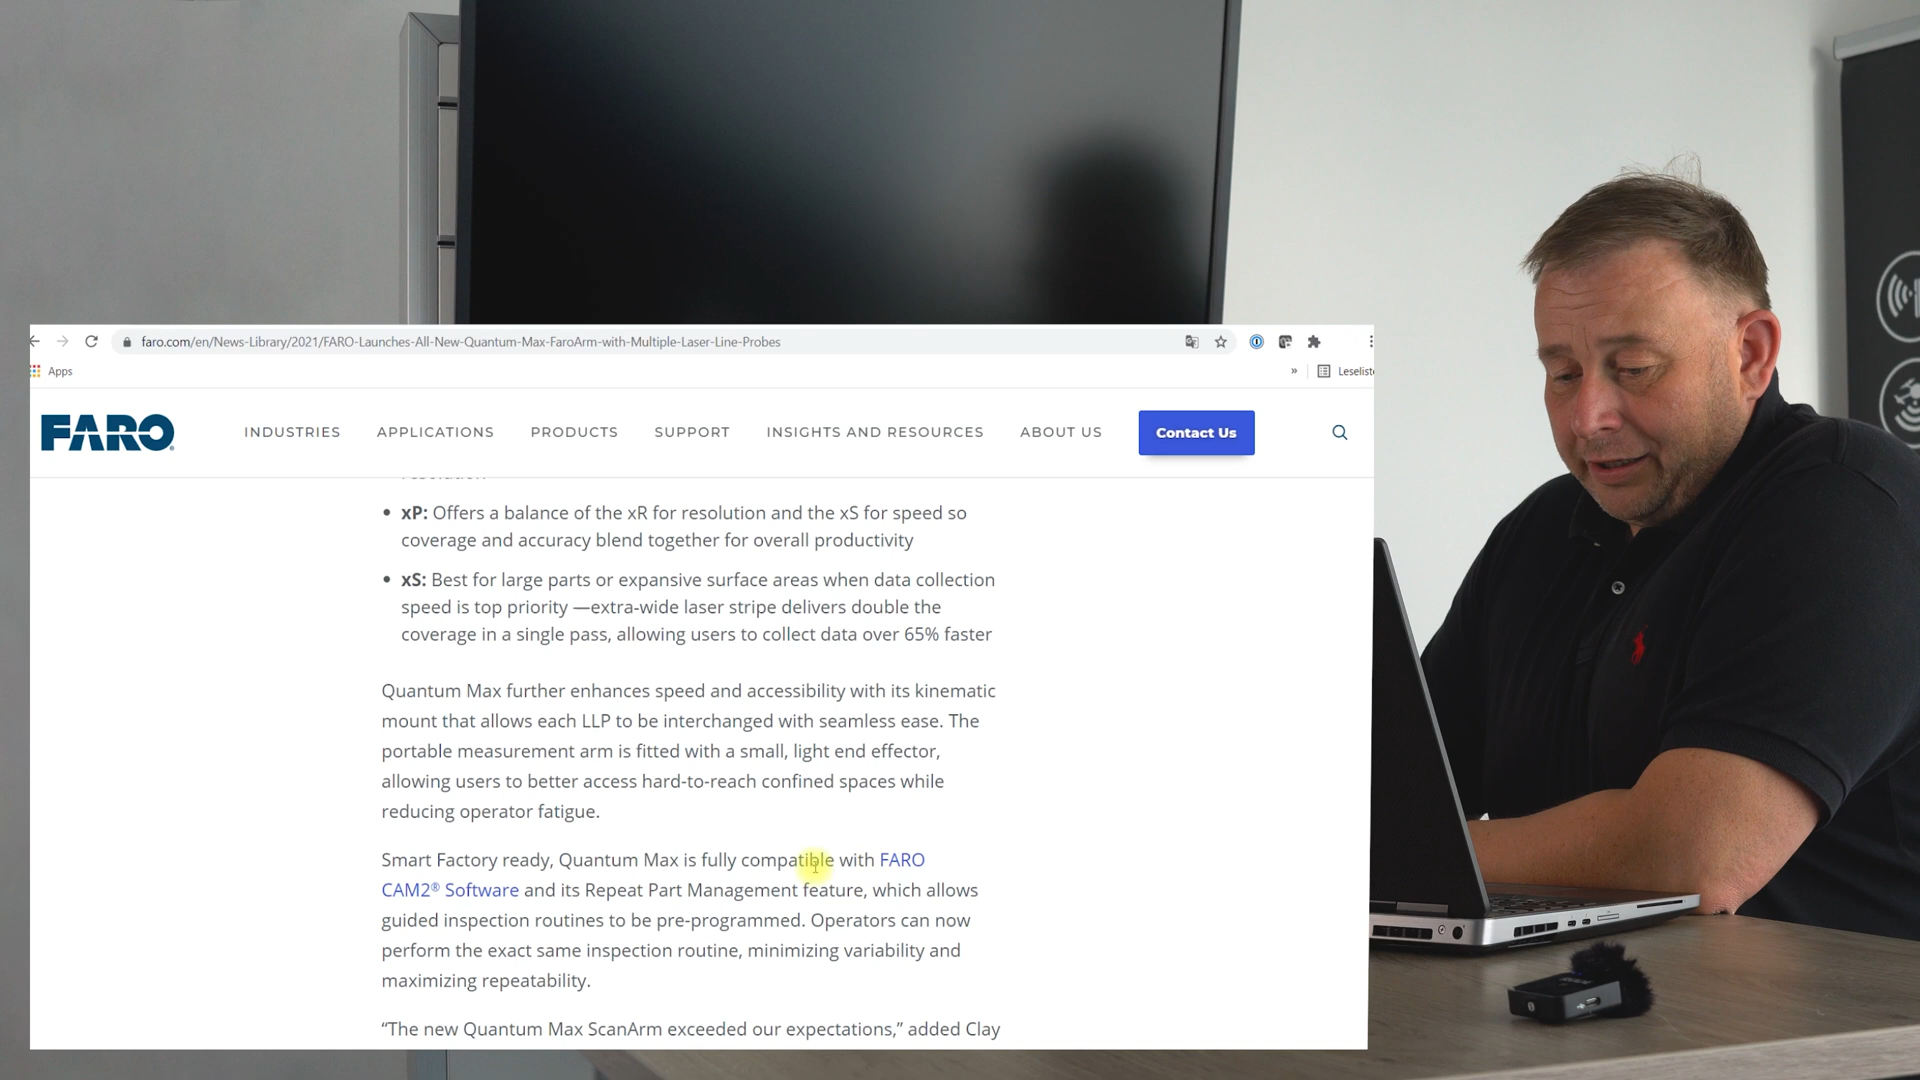 faro.com/en/News-Library/2021/FARO-Launches-All-New-Quantum-Max-FaroArm-with-Multiple-Laser-Line-Probes
Apps
»
Leseliste
FARO
INDUSTRIES APPLICATIONS PRODUCTS SUPPORT INSIGHTS AND RESOURCES ABOUT US Contact Us
• xP: Offers a balance of the xR for resolution and the xS for speed so
coverage and accuracy blend together for overall productivity
• xS: Best for large parts or expansive surface areas when data collection
speed is top priority —extra-wide laser stripe delivers double the
coverage in a single pass, allowing users to collect data over 65% faster
Quantum Max further enhances speed and accessibility with its kinematic
mount that allows each LLP to be interchanged with seamless ease. The
portable measurement arm is fitted with a small, light end effector,
allowing users to better access hard-to-reach confined spaces while
reducing operator fatigue.
Smart Factory ready, Quantum Max is fully compatible with FARO
CAM2® Software and its Repeat Part Management feature, which allows
guided inspection routines to be pre-programmed. Operators can now
perform the exact same inspection routine, minimizing variability and
maximizing repeatability.
“The new Quantum Max ScanArm exceeded our expectations,” added Clay